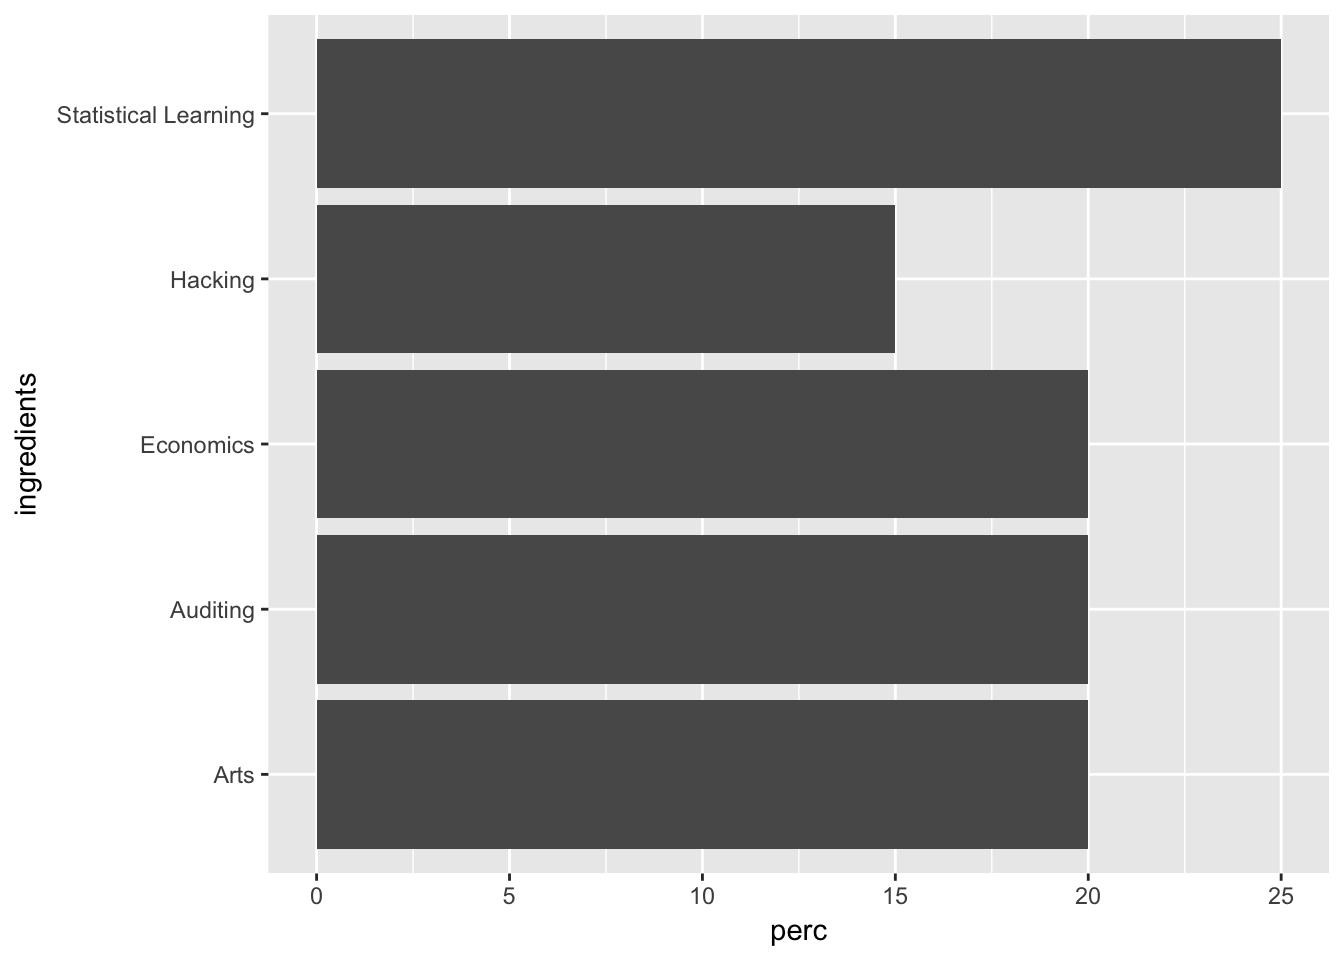 Statistical Learning
Hacking
Economics
Auditing
Arts
ingredients
0 5 10 15 20 25
perc